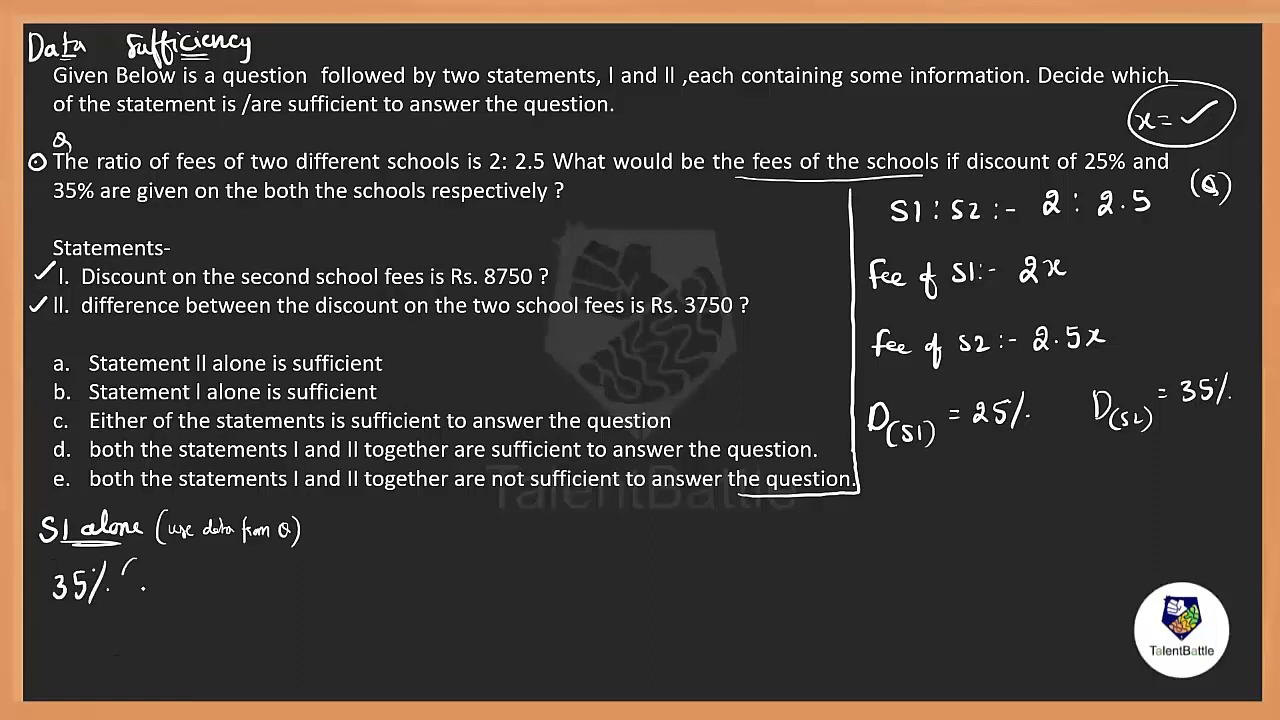 Data Sufficiency
Given Below is a question followed by two statements, I and II ,each containing some information. Decide which
of the statement is /are sufficient to answer the question.
x = ✓
Q
The ratio of fees of two different schools is 2: 2.5 What would be the fees of the schools if discount of 25% and
35% are given on the both the schools respectively ?
(Q)
S1 : S2 :- 2 : 2.5
Statements-
I. Discount on the second school fees is Rs. 8750 ?
II. difference between the discount on the two school fees is Rs. 3750 ?
fee of S1:- 2x
fee of S2 :- 2.5x
a. Statement II alone is sufficient
b. Statement I alone is sufficient
c. Either of the statements is sufficient to answer the question
d. both the statements I and II together are sufficient to answer the question.
e. both the statements I and II together are not sufficient to answer the question.
D(S1) = 25% D(S2) = 35%
S1 alone (use data from Q)
35% (
TalentBattle
TalentBattle